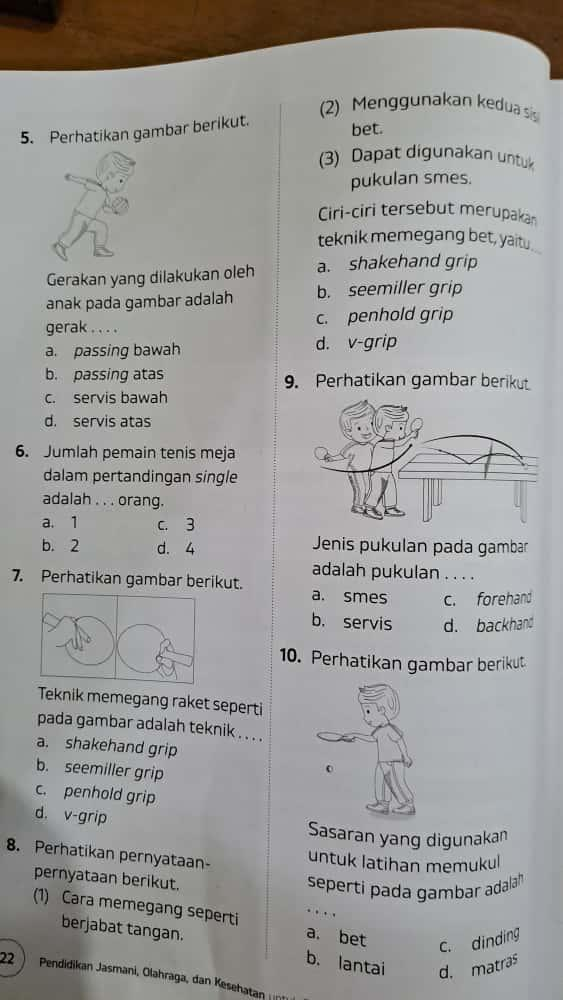 5. Perhatikan gambar berikut.
Gerakan yang dilakukan oleh
anak pada gambar adalah
gerak . . . .
a. passing bawah
b. passing atas
c. servis bawah
d. servis atas
6. Jumlah pemain tenis meja
dalam pertandingan single
adalah . . . orang.
a. 1 c. 3
b. 2 d. 4
7. Perhatikan gambar berikut.
Teknik memegang raket seperti
pada gambar adalah teknik . . . .
a. shakehand grip
b. seemiller grip
c. penhold grip
d. v-grip
8. Perhatikan pernyataan-
pernyataan berikut.
(1) Cara memegang seperti
berjabat tangan.
(2) Menggunakan kedua sisi
bet.
(3) Dapat digunakan untuk
pukulan smes.
Ciri-ciri tersebut merupakan
teknik memegang bet, yaitu . . .
a. shakehand grip
b. seemiller grip
c. penhold grip
d. v-grip
9. Perhatikan gambar berikut.
Jenis pukulan pada gambar
adalah pukulan . . . .
a. smes c. forehand
b. servis d. backhand
10. Perhatikan gambar berikut.
Sasaran yang digunakan
untuk latihan memukul
seperti pada gambar adalah
. . . .
a. bet c. dinding
b. lantai d. matras
22 Pendidikan Jasmani, Olahraga, dan Kesehatan